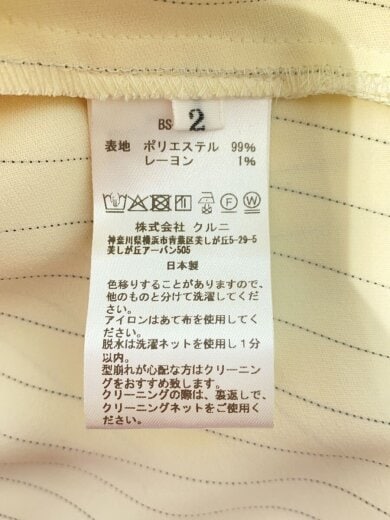 BS 2
表地 ポリエステル 99%
レーヨン 1%
Ⓕ Ⓦ
株式会社 クルニ
神奈川県横浜市青葉区美しが丘5-29-5
美しが丘アーバン505
日本製
色移りすることがありますので、
他のものと分けて洗濯してくだ
さい。
アイロンはあて布を使用してく
ださい。
脱水は洗濯ネットを使用し1分
以内。
型崩れが心配な方はクリーニン
グをおすすめ致します。
クリーニングの際は、裏返しで、
クリーニングネットをご使用く
ださい。